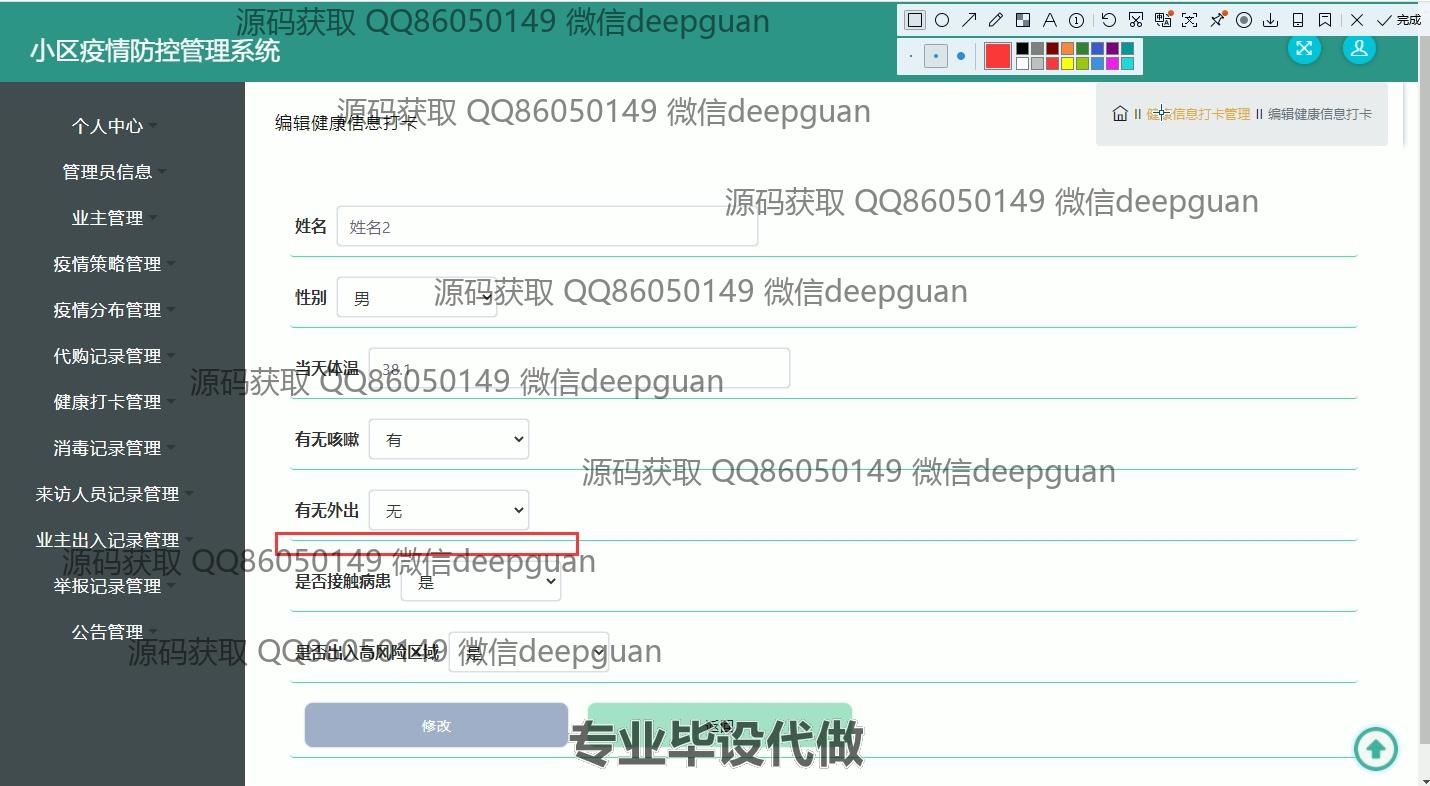 源码获取 QQ86050149 微信deepguan
完成
小区疫情防控管理系统
源码获取 QQ86050149 微信deepguan
编辑健康信息打卡
健康信息打卡管理 II 编辑健康信息打卡
个人中心
管理员信息
业主管理
疫情策略管理
疫情分布管理
代购记录管理
健康打卡管理
消毒记录管理
来访人员记录管理
业主出入记录管理
举报记录管理
公告管理
源码获取 QQ86050149 微信deepguan
姓名 姓名2
源码获取 QQ86050149 微信deepguan
性别 男
当天体温 38.1
源码获取 QQ86050149 微信deepguan
有无咳嗽 有
源码获取 QQ86050149 微信deepguan
有无外出 无
源码获取 QQ86050149 微信deepguan
是否接触病患 是
源码获取 QQ86050149 微信deepguan
是否出入高风险区域 是
修改
返回
专业毕设代做